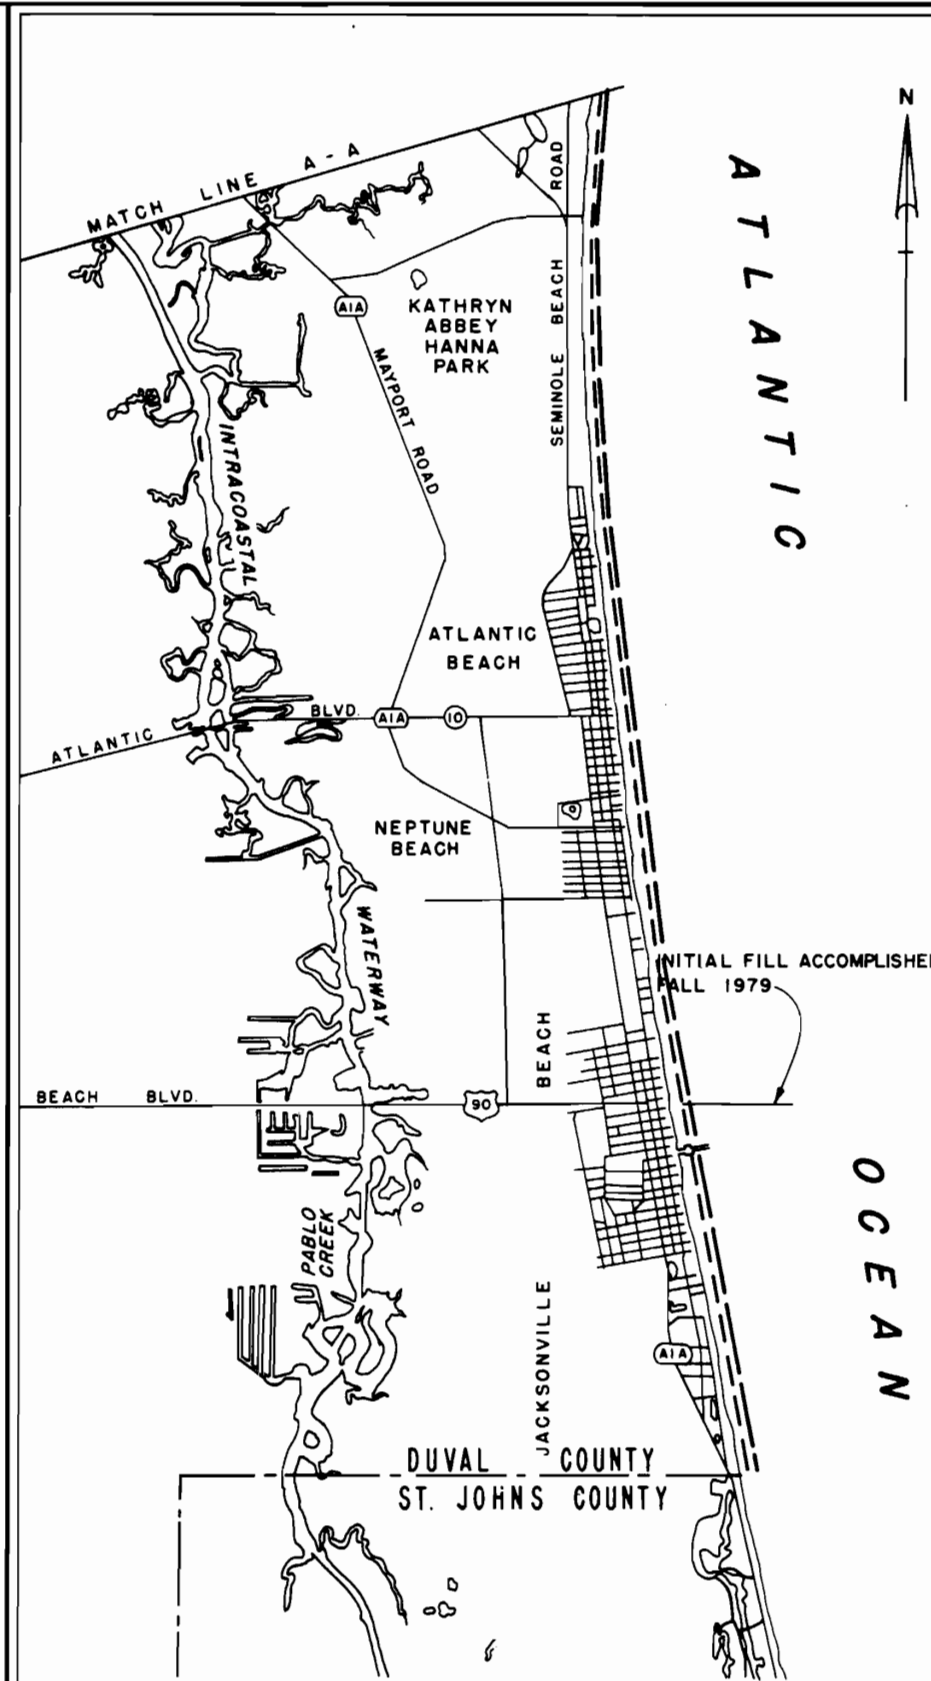 N
MATCH LINE A-A
ATLANTIC
OCEAN
SEMINOLE BEACH ROAD
A1A
KATHRYN
ABBEY
HANNA
PARK
MAYPORT ROAD
INTRACOASTAL
WATERWAY
ATLANTIC
BEACH
ATLANTIC BLVD.
A1A
10
NEPTUNE
BEACH
INITIAL FILL ACCOMPLISHE
FALL 1979
BEACH BLVD.
90
JACKSONVILLE BEACH
PABLO
CREEK
A1A
DUVAL COUNTY
ST. JOHNS COUNTY